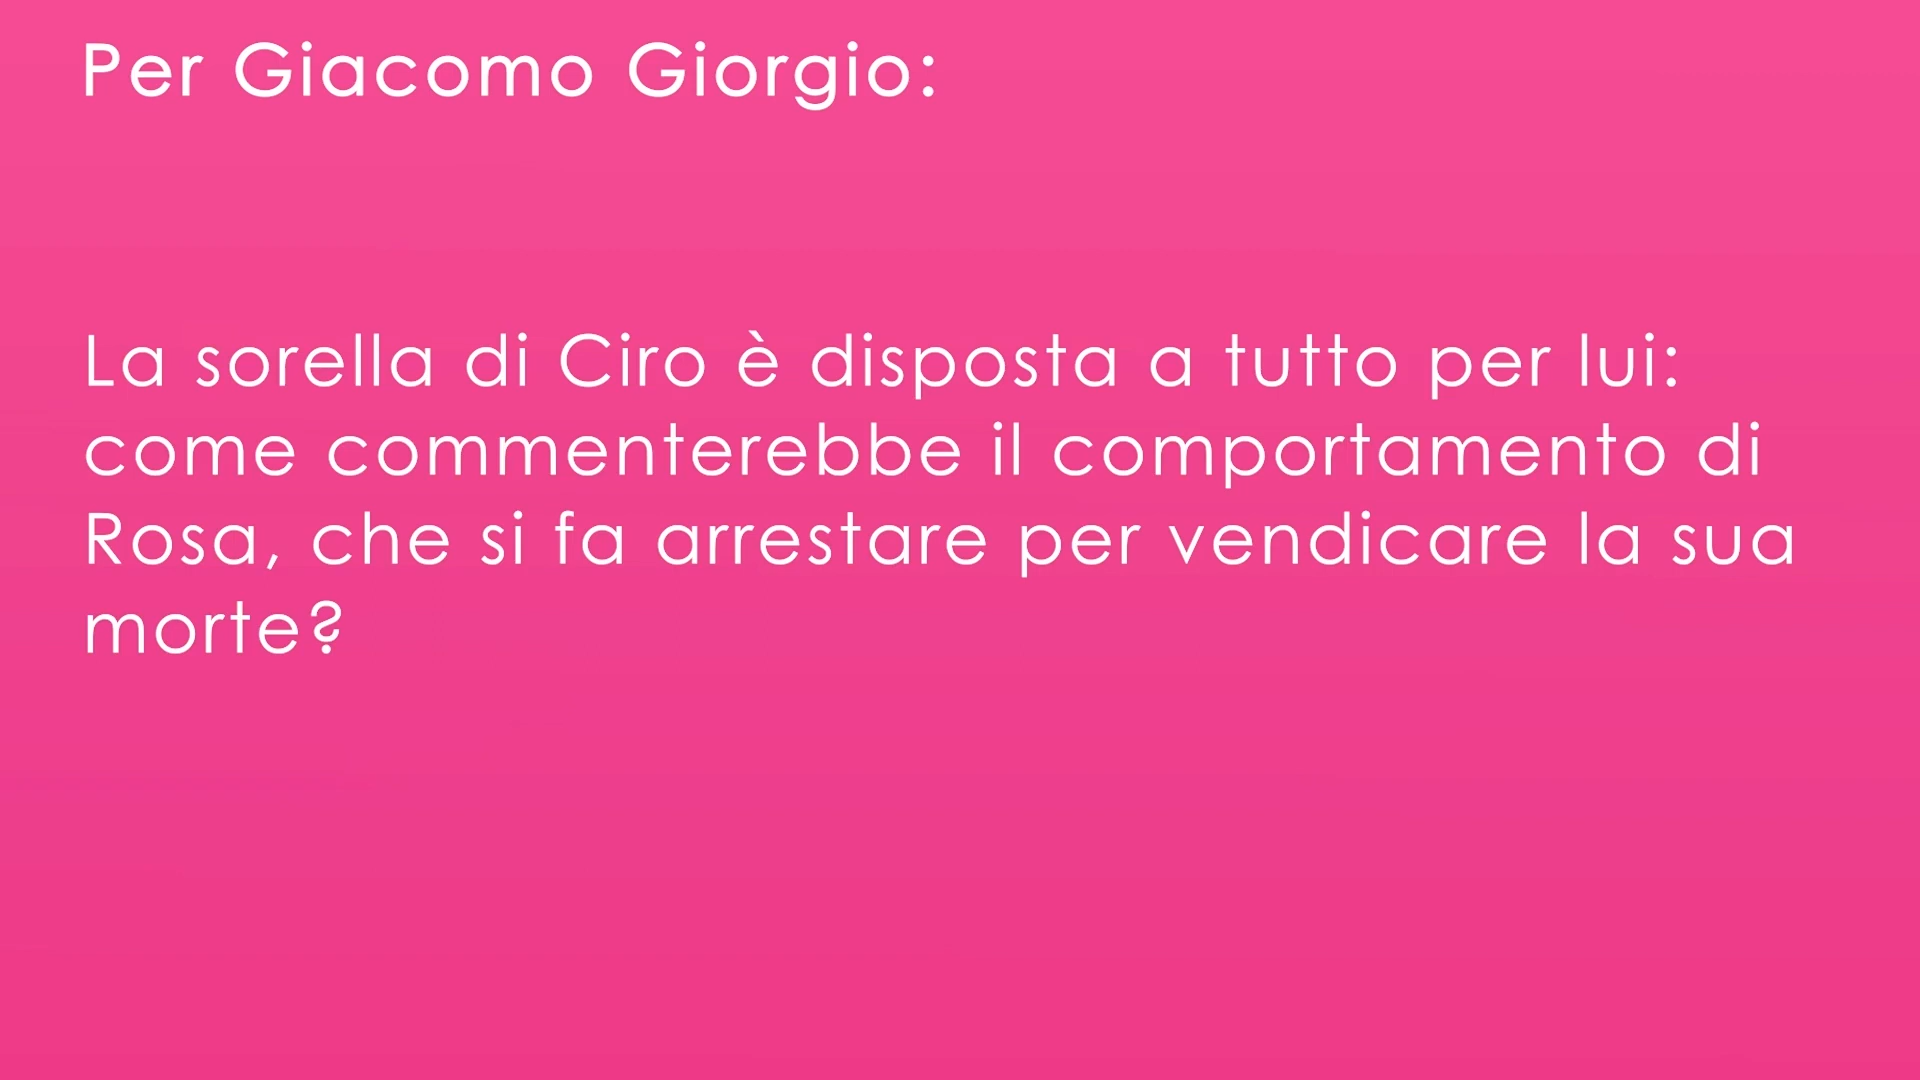 Per Giacomo Giorgio:
La sorella di Ciro è disposta a tutto per lui:
come commenterebbe il comportamento di
Rosa, che si fa arrestare per vendicare la sua
morte?